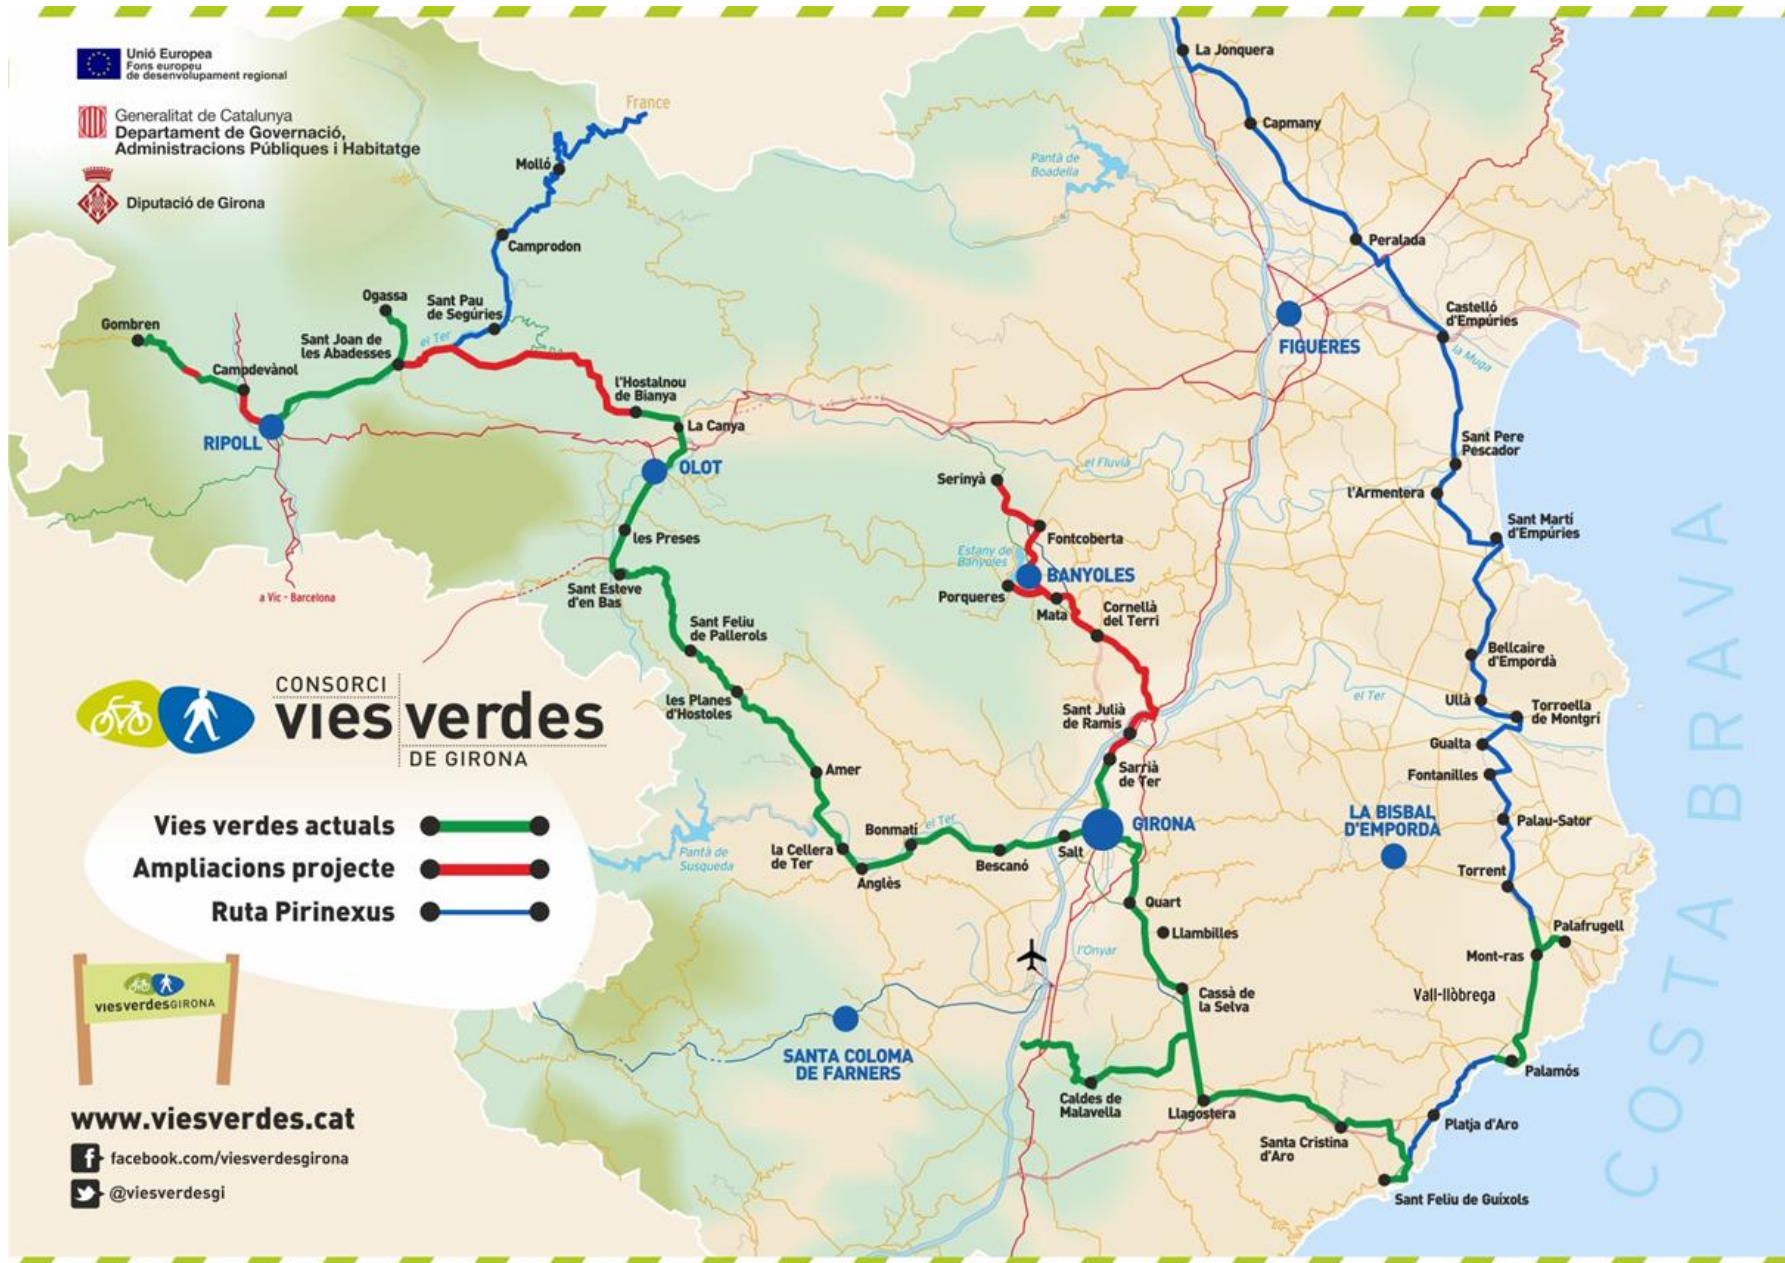 Unió Europea
Fons europeu
de desenvolupament regional
Generalitat de Catalunya
Departament de Governació,
Administracions Públiques i Habitatge
Diputació de Girona
France
Molló
Camprodon
Ogassa
Sant Pau
de Segúries
Gombren
Sant Joan de
les Abadesses
el Ter
Campdevànol
RIPOLL
l'Hostalnou
de Bianya
La Canya
OLOT
les Preses
Sant Esteve
d'en Bas
a Vic - Barcelona
Sant Feliu
de Pallerols
les Planes
d'Hostoles
Amer
Bonmatí
el Ter
la Cellera
de Ter
Anglès
Bescanó
Salt
Pantà de
Susqueda
La Jonquera
Capmany
Pantà de
Boadella
Peralada
FIGUERES
Castelló
d'Empúries
la Muga
Sant Pere
Pescador
l'Armentera
Sant Martí
d'Empúries
el Fluvià
Serinyà
Fontcoberta
Estany de
Banyoles
BANYOLES
Porqueres
Mata
Cornellà
del Terri
Sant Julià
de Ramis
Sarrià
de Ter
GIRONA
Bellcaire
d'Empordà
el Ter
Ullà
Torroella
de Montgrí
Gualta
Fontanilles
LA BISBAL
D'EMPORDÀ
Palau-Sator
Torrent
Palafrugell
Mont-ras
Vall-llòbrega
Palamós
Platja d'Aro
Sant Feliu de Guíxols
Santa Cristina
d'Aro
Llagostera
Caldes de
Malavella
Cassà de
la Selva
Llambilles
Quart
l'Onyar
SANTA COLOMA
DE FARNERS
COSTA BRAVA
CONSORCI
vies verdes
DE GIRONA
Vies verdes actuals
Ampliacions projecte
Ruta Pirinexus
viesverdesGIRONA
www.viesverdes.cat
facebook.com/viesverdesgirona
@viesverdesgi